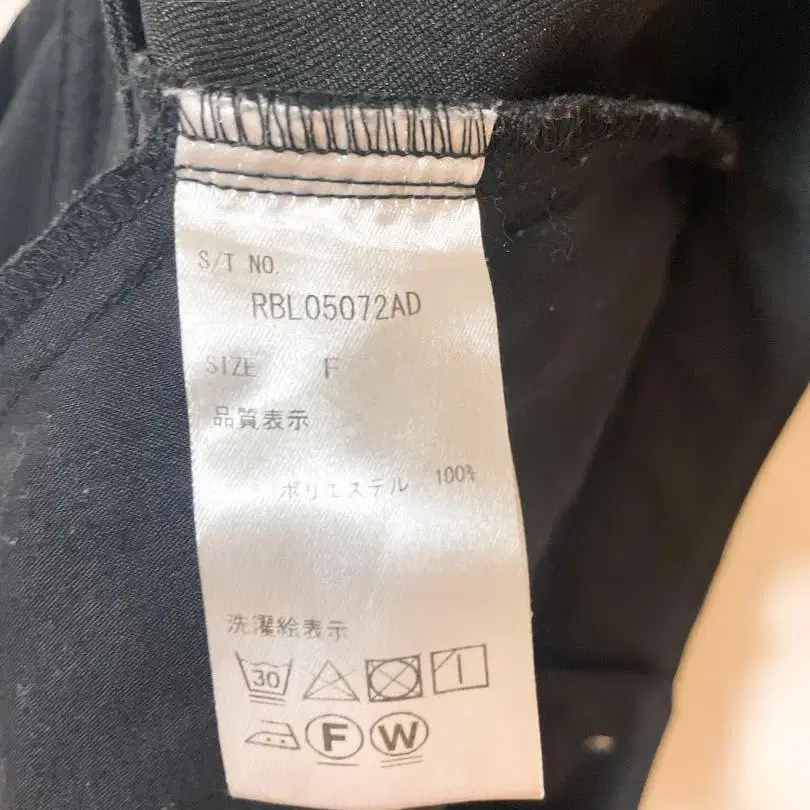 S/T NO.
RBL05072AD
SIZE F
品質表示
ポリエステル 100%
洗濯絵表示
30
F W